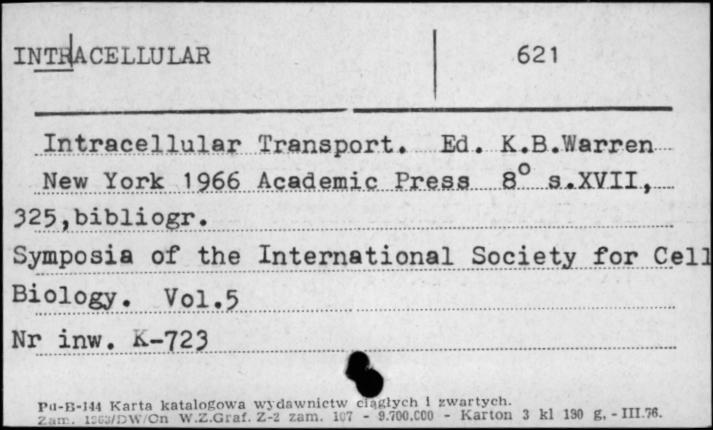 INTRACELLULAR 621
Intracellular Transport. Ed. K.B.Warren
New York 1966 Academic Press 8° s.XVII,
325,bibliogr.
Symposia of the International Society for Cell
Biology. Vol.5
Nr inw. K-723
Pu-B-144 Karta katalogowa wydawnictw ciągłych i zwartych.
Zam. W.Z.Graf. Z-2 zam. 107 - 9.700.000 - Karton 3 kl 190 g. - III.76.